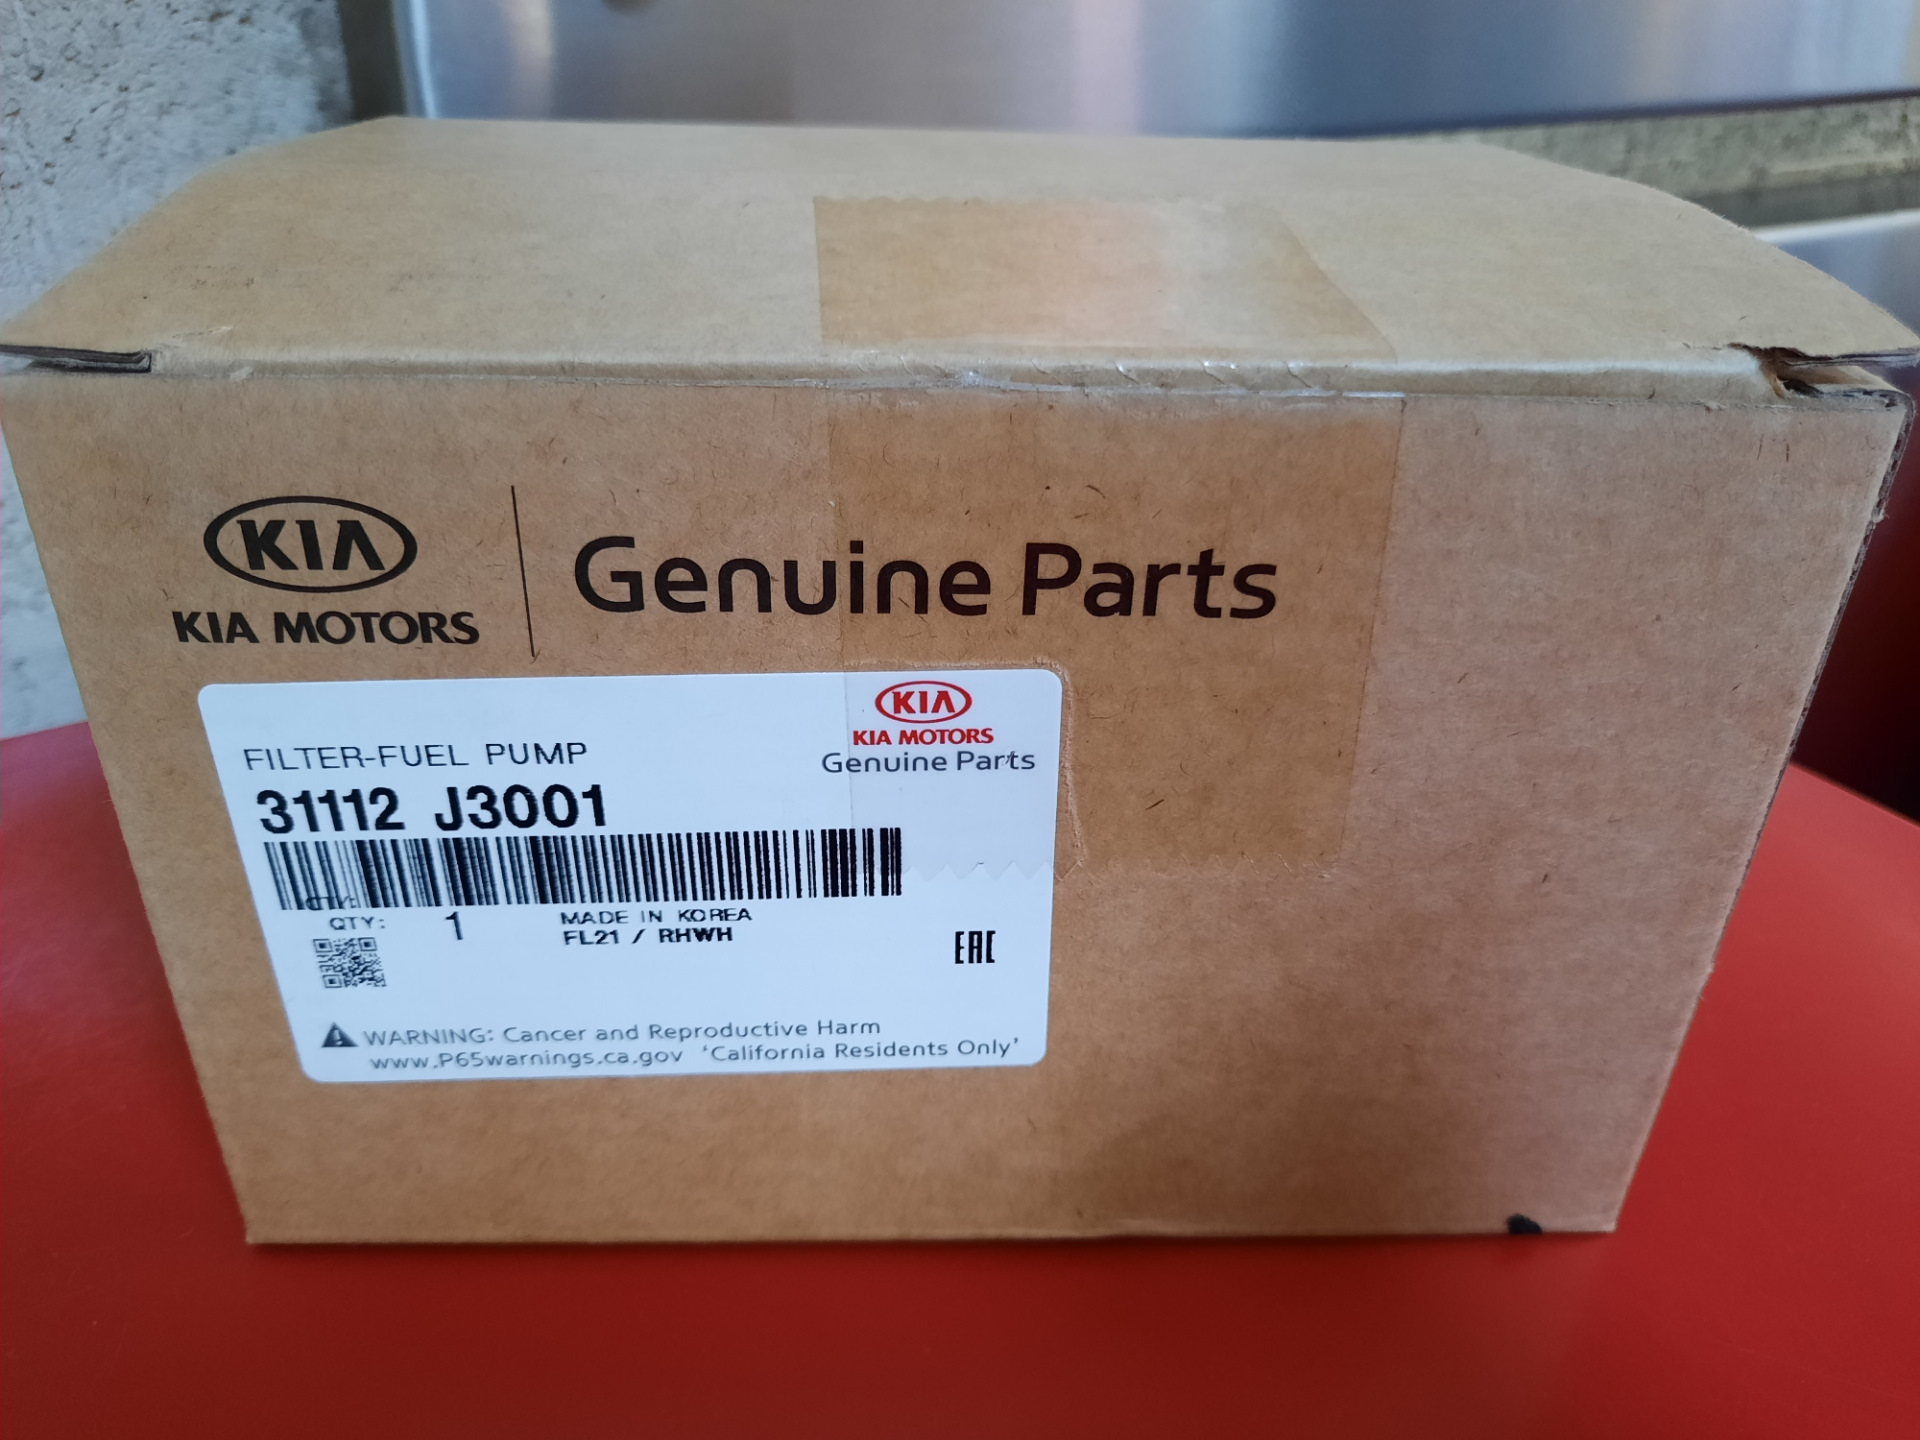 KIA
KIA MOTORS
Genuine Parts
KIA
KIA MOTORS
Genuine Parts
FILTER-FUEL PUMP
31112 J3001
QTY:
QTY: 1
MADE IN KOREA
FL21 / RHWH
EAC
WARNING: Cancer and Reproductive Harm
www.P65warnings.ca.gov 'California Residents Only'